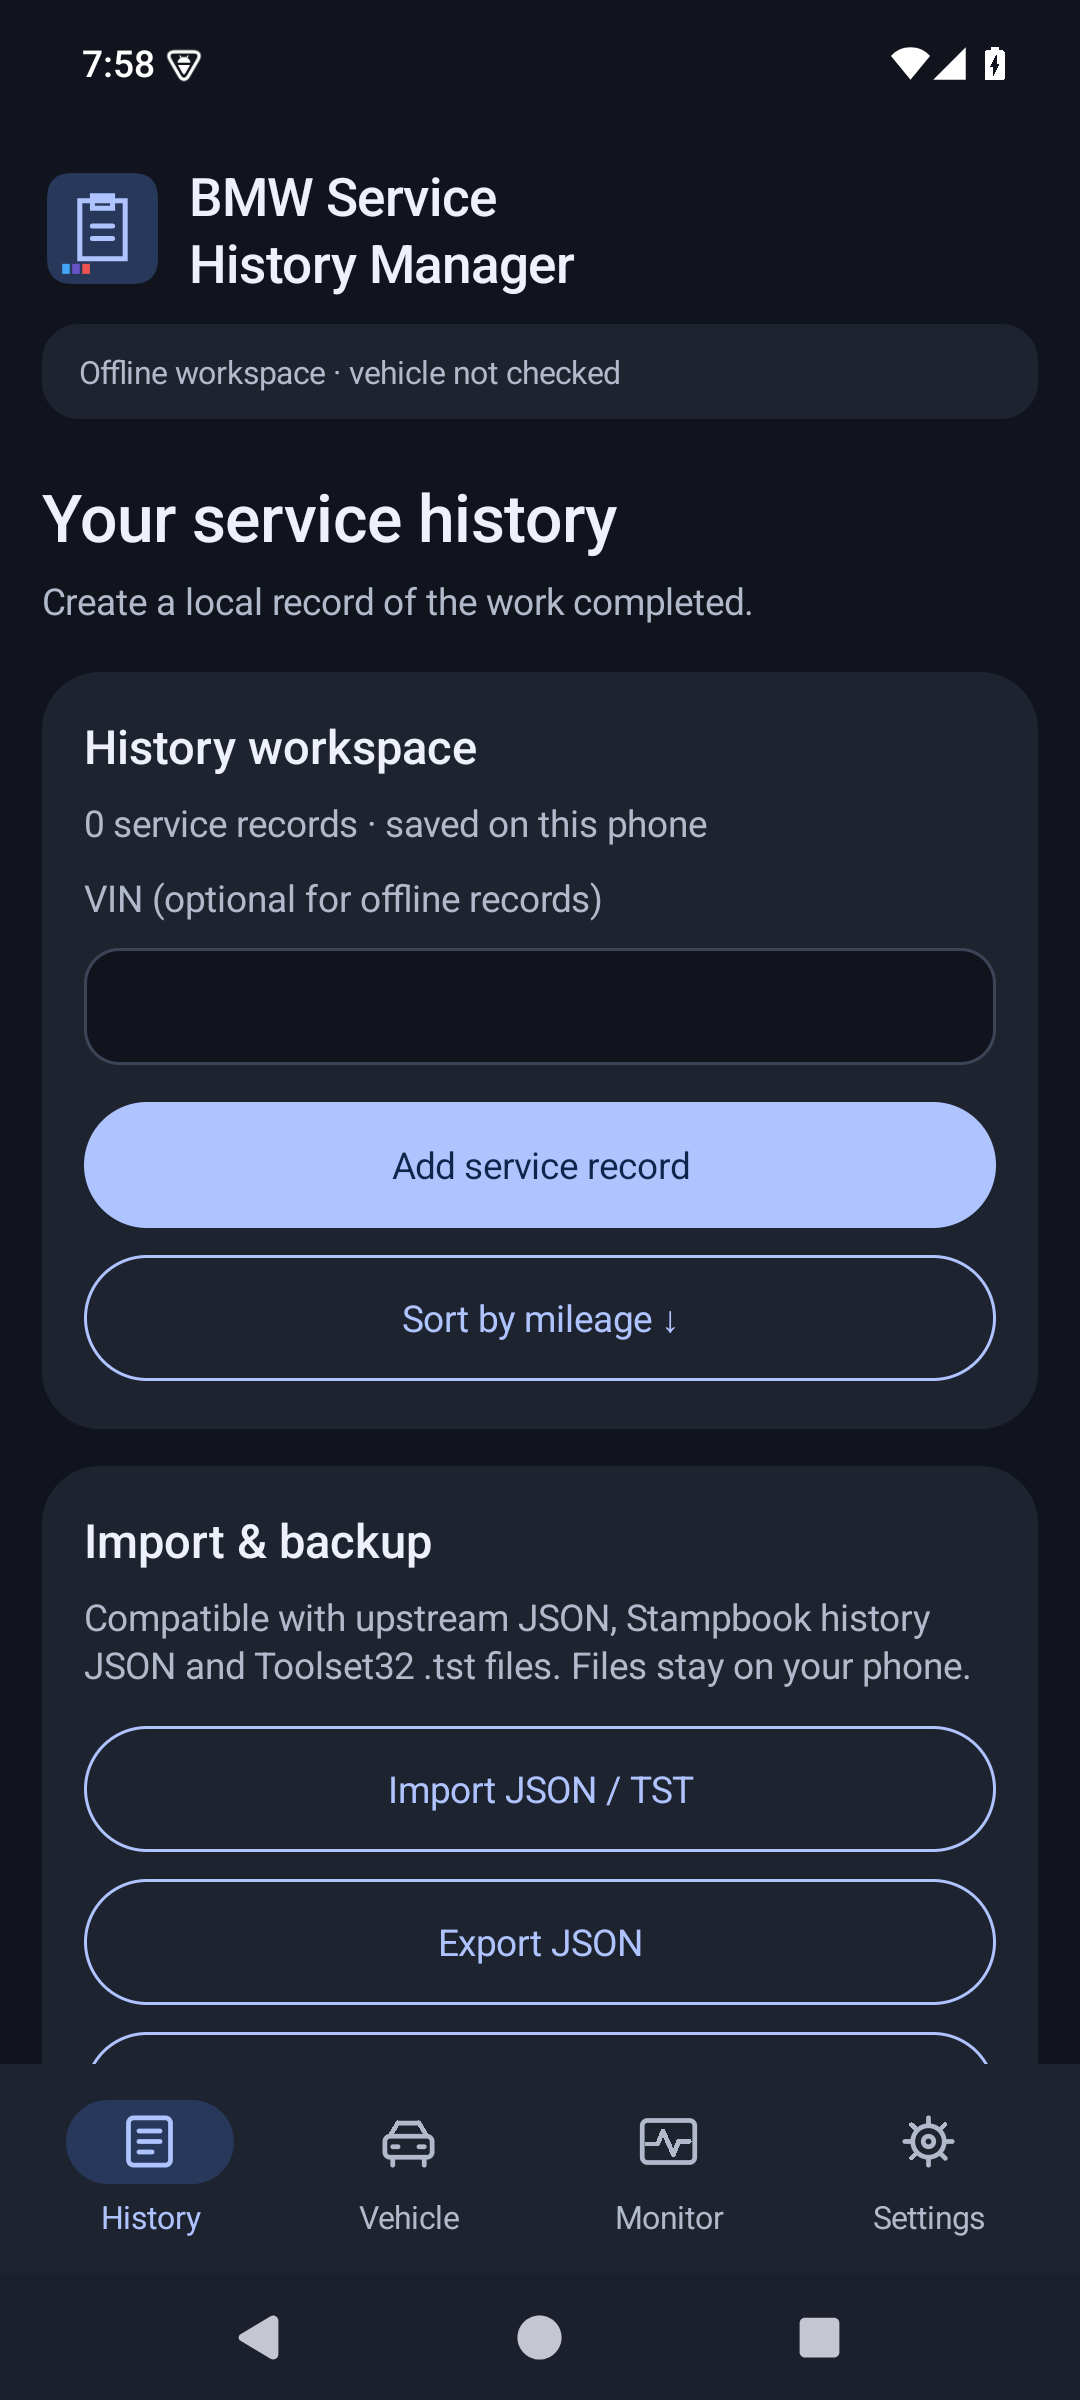 7:58
BMW Service
History Manager
Offline workspace · vehicle not checked
Your service history
Create a local record of the work completed.
History workspace
0 service records · saved on this phone
VIN (optional for offline records)
Add service record
Sort by mileage ↓
Import & backup
Compatible with upstream JSON, Stampbook history
JSON and Toolset32 .tst files. Files stay on your phone.
Import JSON / TST
Export JSON
History
Vehicle
Monitor
Settings